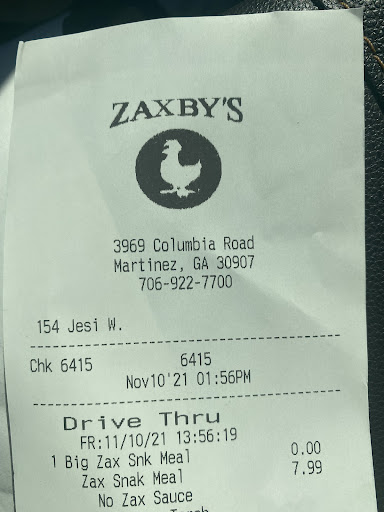 ZAXBY'S
3969 Columbia Road
Martinez, GA 30907
706-922-7700
154 Jesi W.
Chk 6415 6415
Nov10'21 01:56PM
Drive Thru
FR:11/10/21 13:56:19
1 Big Zax Snk Meal 0.00
Zax Snak Meal 7.99
No Zax Sauce